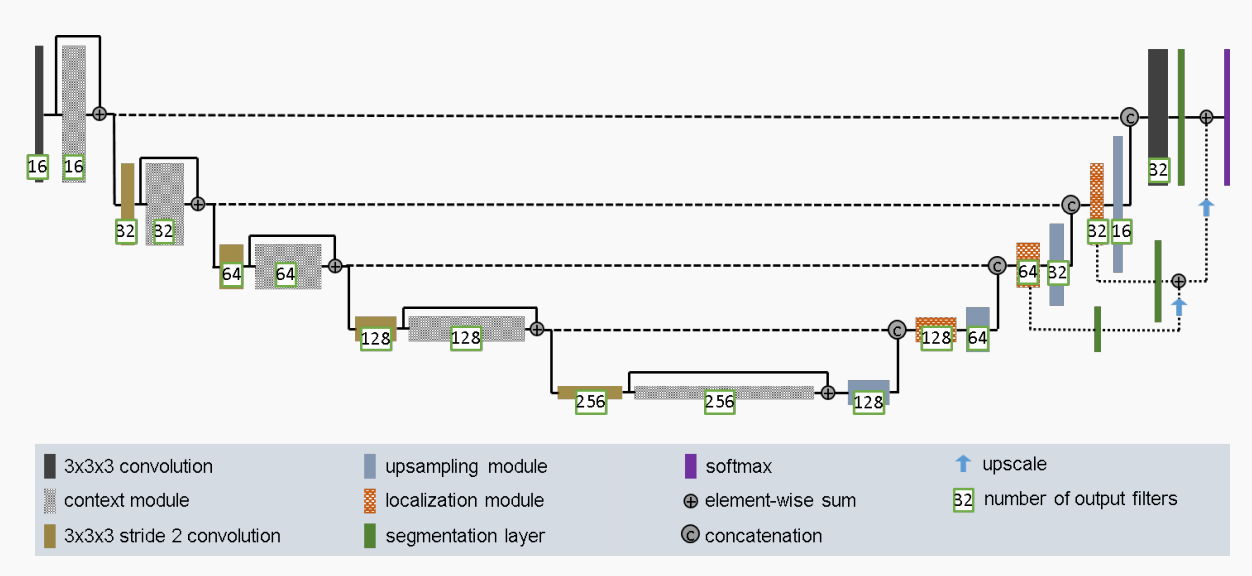 16 16 32
32 32 32 16
64 64 64 32
128 128 128 64
256 256 128
3x3x3 convolution upsampling module softmax upscale
context module localization module element-wise sum 32 number of output filters
3x3x3 stride 2 convolution segmentation layer C concatenation
C
C
C
C